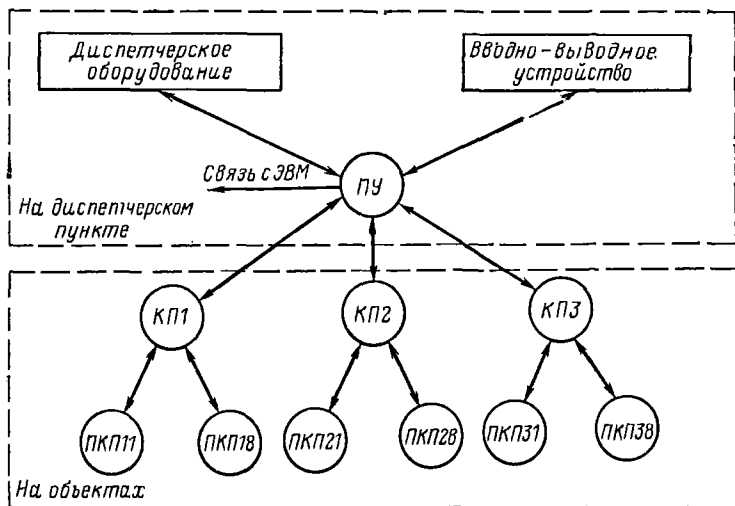 Диспетчерское
оборудование
Вводно-выводное.
устройство
Связь с ЭВМ
ПУ
На диспетчерском
пункте
КП1
КП2
КП3
ПКП11
ПКП18
ПКП21
ПКП28
ПКП31
ПКП38
На объектах